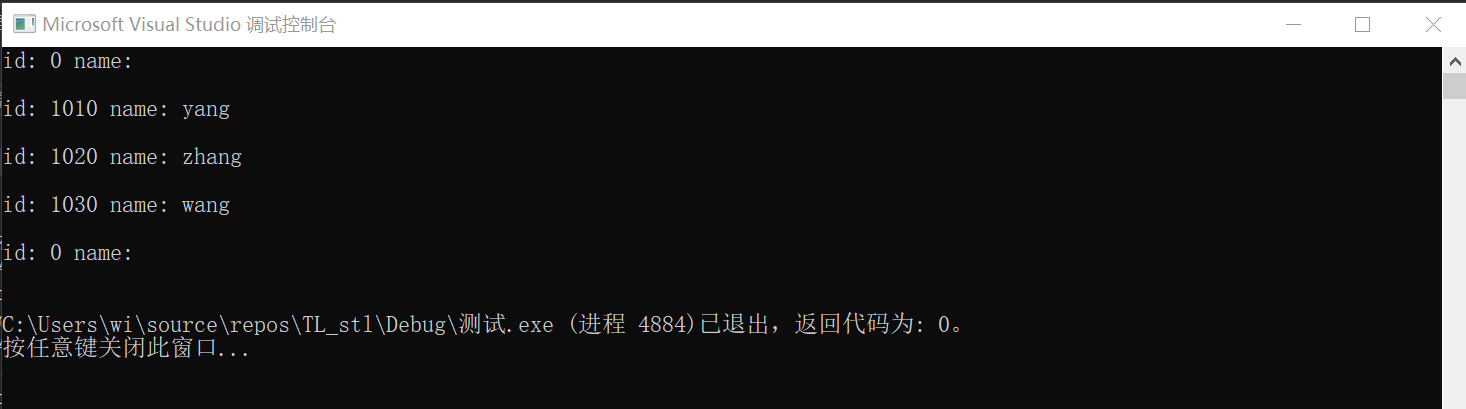 Microsoft Visual Studio 调试控制台
id: 0 name:
id: 1010 name: yang
id: 1020 name: zhang
id: 1030 name: wang
id: 0 name:
C:\Users\wi\source\repos\TL_stl\Debug\测试.exe (进程 4884)已退出，返回代码为: 0。
按任意键关闭此窗口...